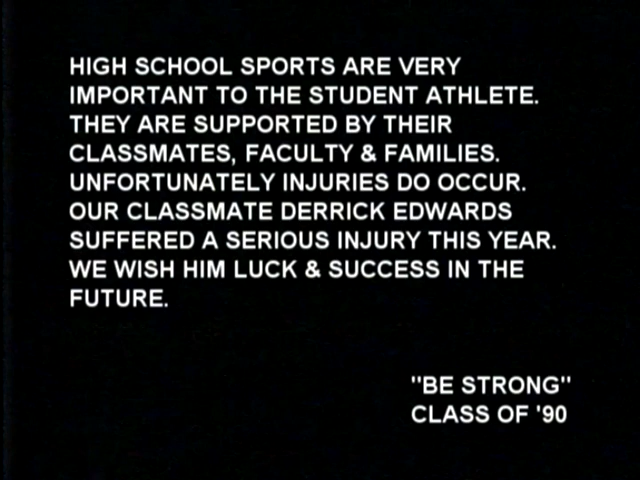 HIGH SCHOOL SPORTS ARE VERY
IMPORTANT TO THE STUDENT ATHLETE.
THEY ARE SUPPORTED BY THEIR
CLASSMATES, FACULTY & FAMILIES.
UNFORTUNATELY INJURIES DO OCCUR.
OUR CLASSMATE DERRICK EDWARDS
SUFFERED A SERIOUS INJURY THIS YEAR.
WE WISH HIM LUCK & SUCCESS IN THE
FUTURE.
"BE STRONG"
CLASS OF '90